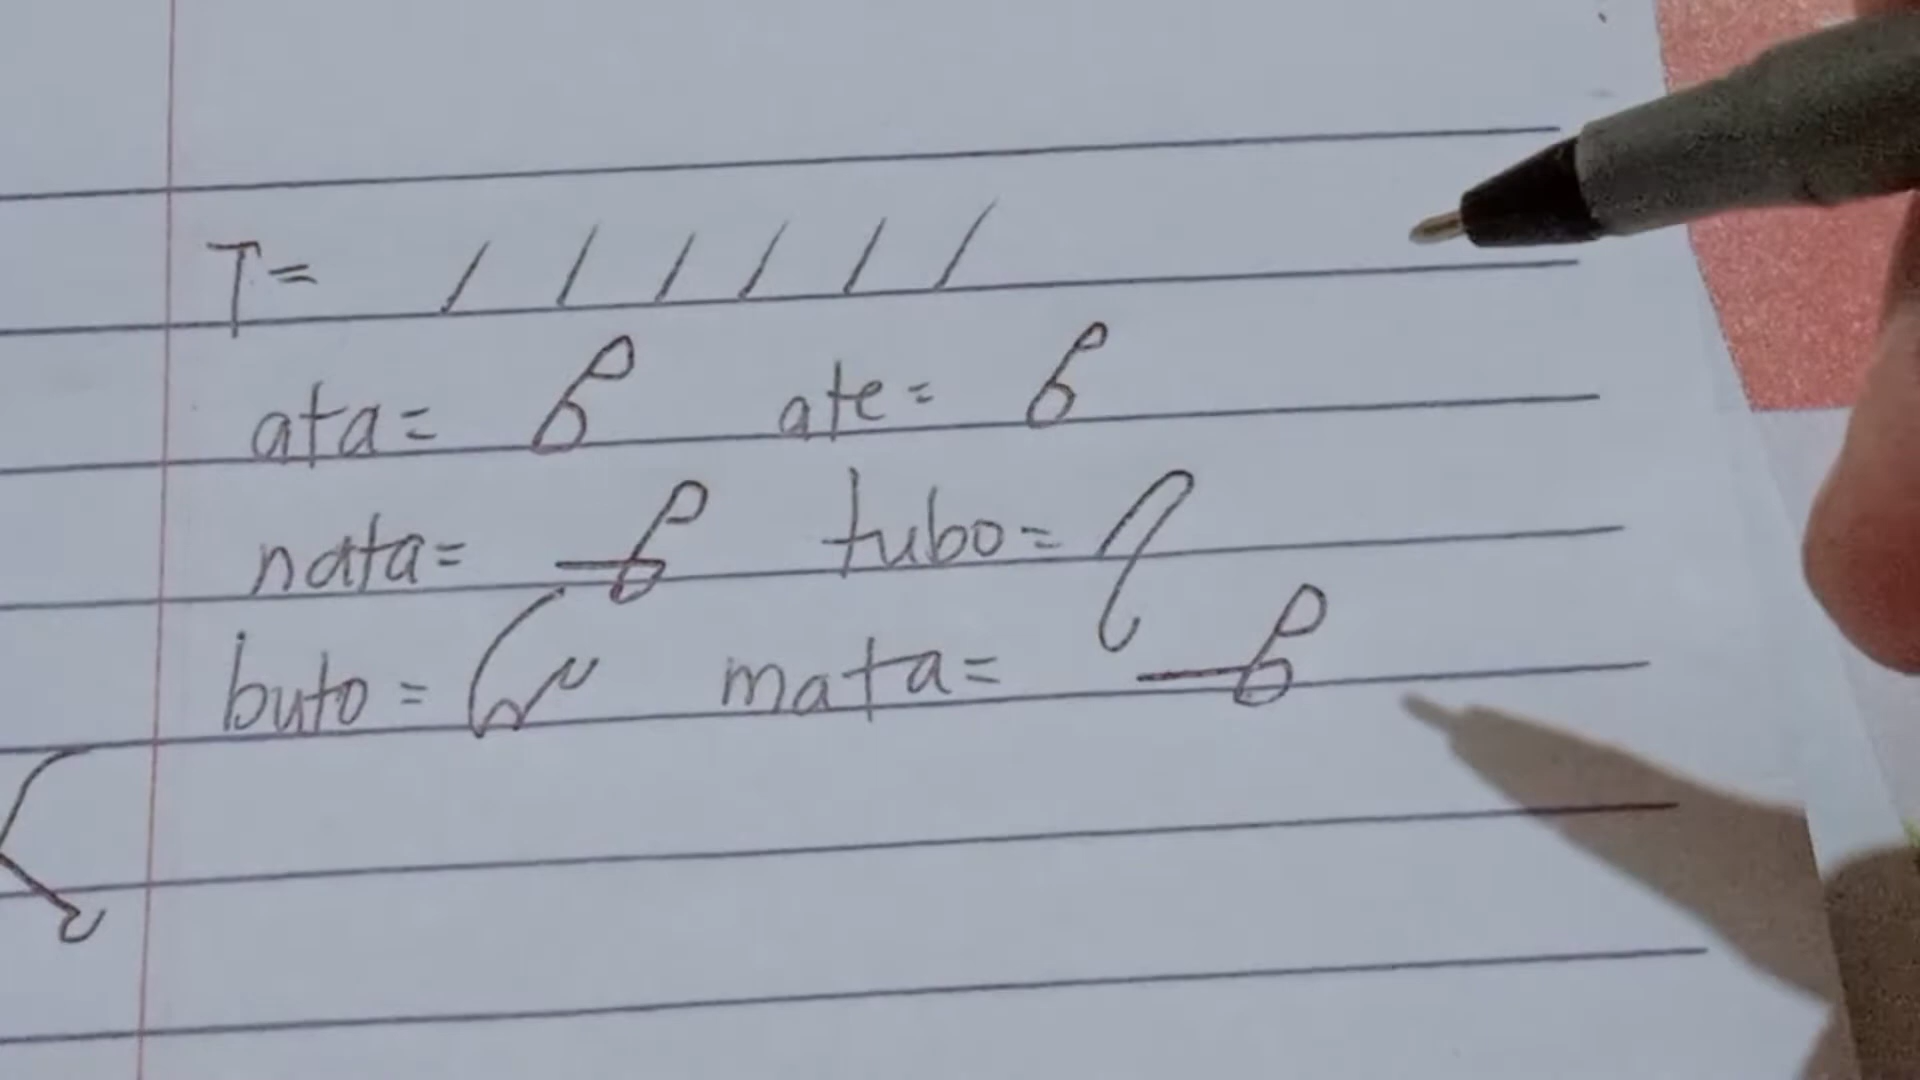 T= / / / / / /
ata= ate=
nata= tubo=
buto= mata=